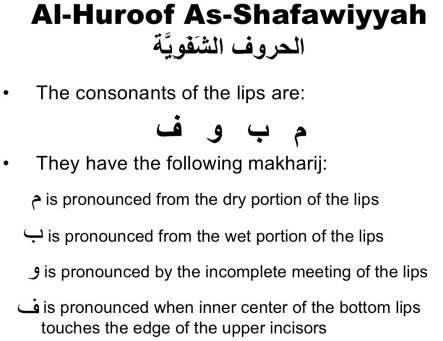 Al-Huroof As-Shafawiyyah
الحروف الشَفَوِيَّة
• The consonants of the lips are:
م ب و ف
• They have the following makharij:
م is pronounced from the dry portion of the lips
ب is pronounced from the wet portion of the lips
و is pronounced by the incomplete meeting of the lips
ف is pronounced when inner center of the bottom lips
touches the edge of the upper incisors